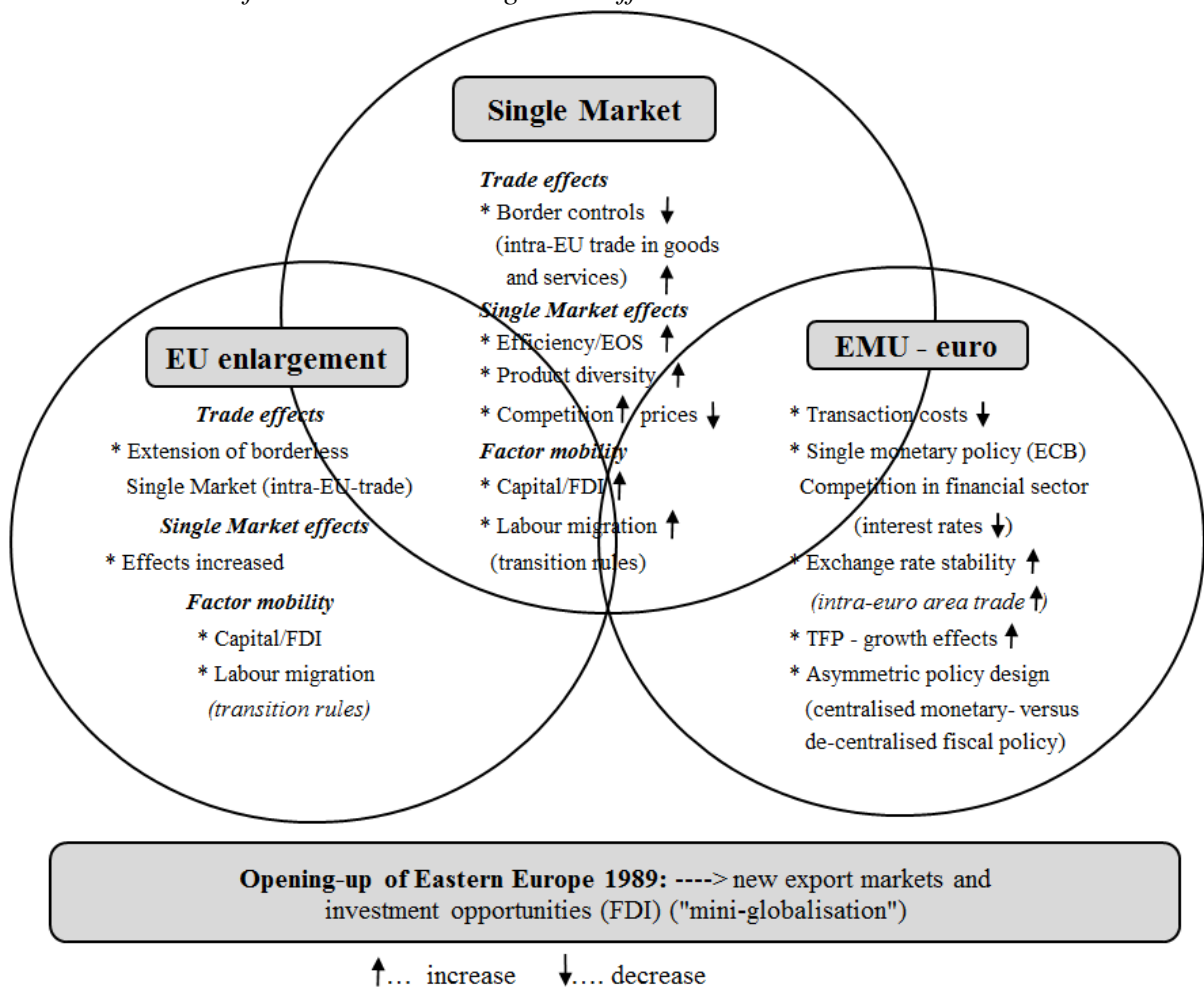 Single Market
Trade effects
* Border controls ↓
(intra-EU trade in goods
and services) ↑
Single Market effects
* Efficiency/EOS ↑
* Product diversity ↑
* Competition ↑ prices ↓
Factor mobility
* Capital/FDI ↑
* Labour migration ↑
(transition rules)
EU enlargement
Trade effects
* Extension of borderless
Single Market (intra-EU-trade)
Single Market effects
* Effects increased
Factor mobility
* Capital/FDI
* Labour migration
(transition rules)
EMU - euro
* Transaction costs ↓
* Single monetary policy (ECB)
Competition in financial sector
(interest rates ↓)
* Exchange rate stability ↑
(intra-euro area trade ↑)
* TFP - growth effects ↑
* Asymmetric policy design
(centralised monetary- versus
de-centralised fiscal policy)
Opening-up of Eastern Europe 1989: ----> new export markets and
investment opportunities (FDI) ("mini-globalisation")
↑... increase ↓.... decrease